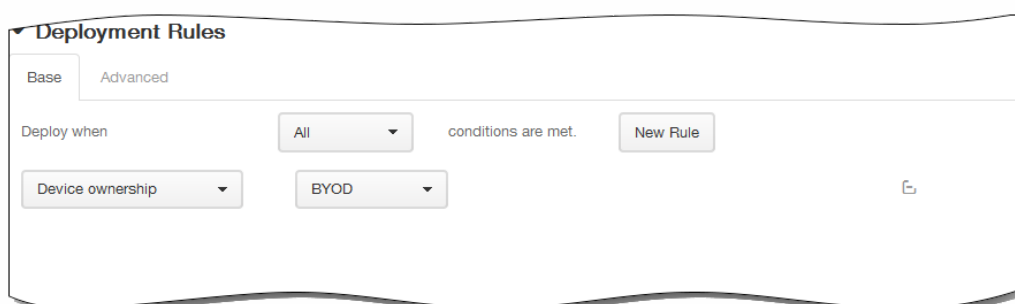 Deployment Rules
Base Advanced
Deploy when All conditions are met. New Rule
Device ownership BYOD